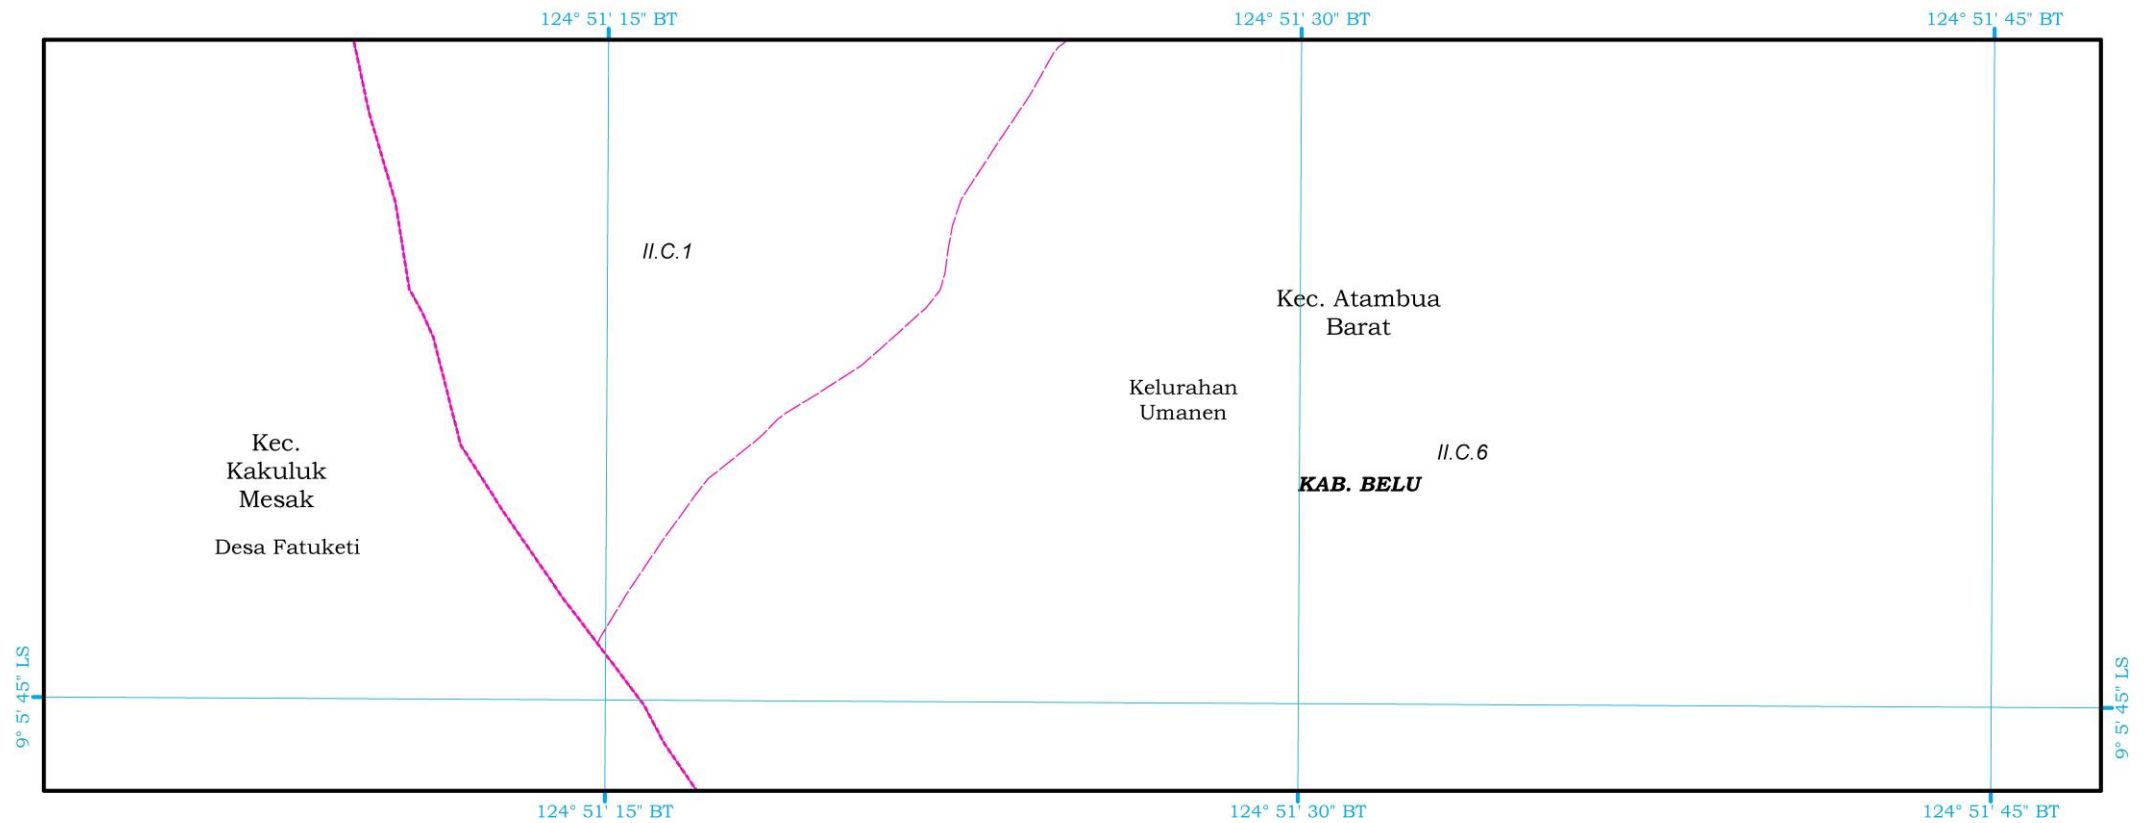 124° 51' 15" BT
124° 51' 30" BT
124° 51' 45" BT
II.C.1
Kec. Atambua
Barat
Kelurahan
Umanen
Kec.
Kakuluk
Mesak
II.C.6
KAB. BELU
Desa Fatuketi
9° 5' 45" LS
9° 5' 45" LS
124° 51' 15" BT
124° 51' 30" BT
124° 51' 45" BT